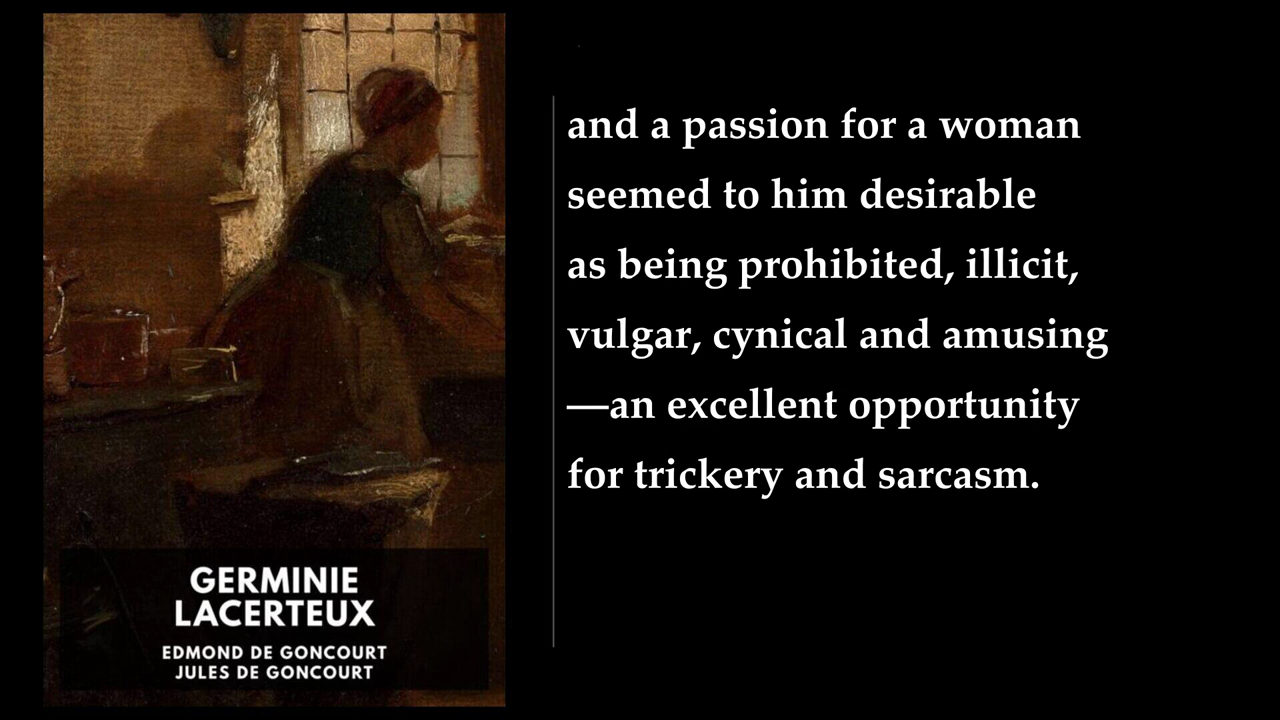 and a passion for a woman
seemed to him desirable
as being prohibited, illicit,
vulgar, cynical and amusing
—an excellent opportunity
for trickery and sarcasm.
GERMINIE
LACERTEUX
EDMOND DE GONCOURT
JULES DE GONCOURT